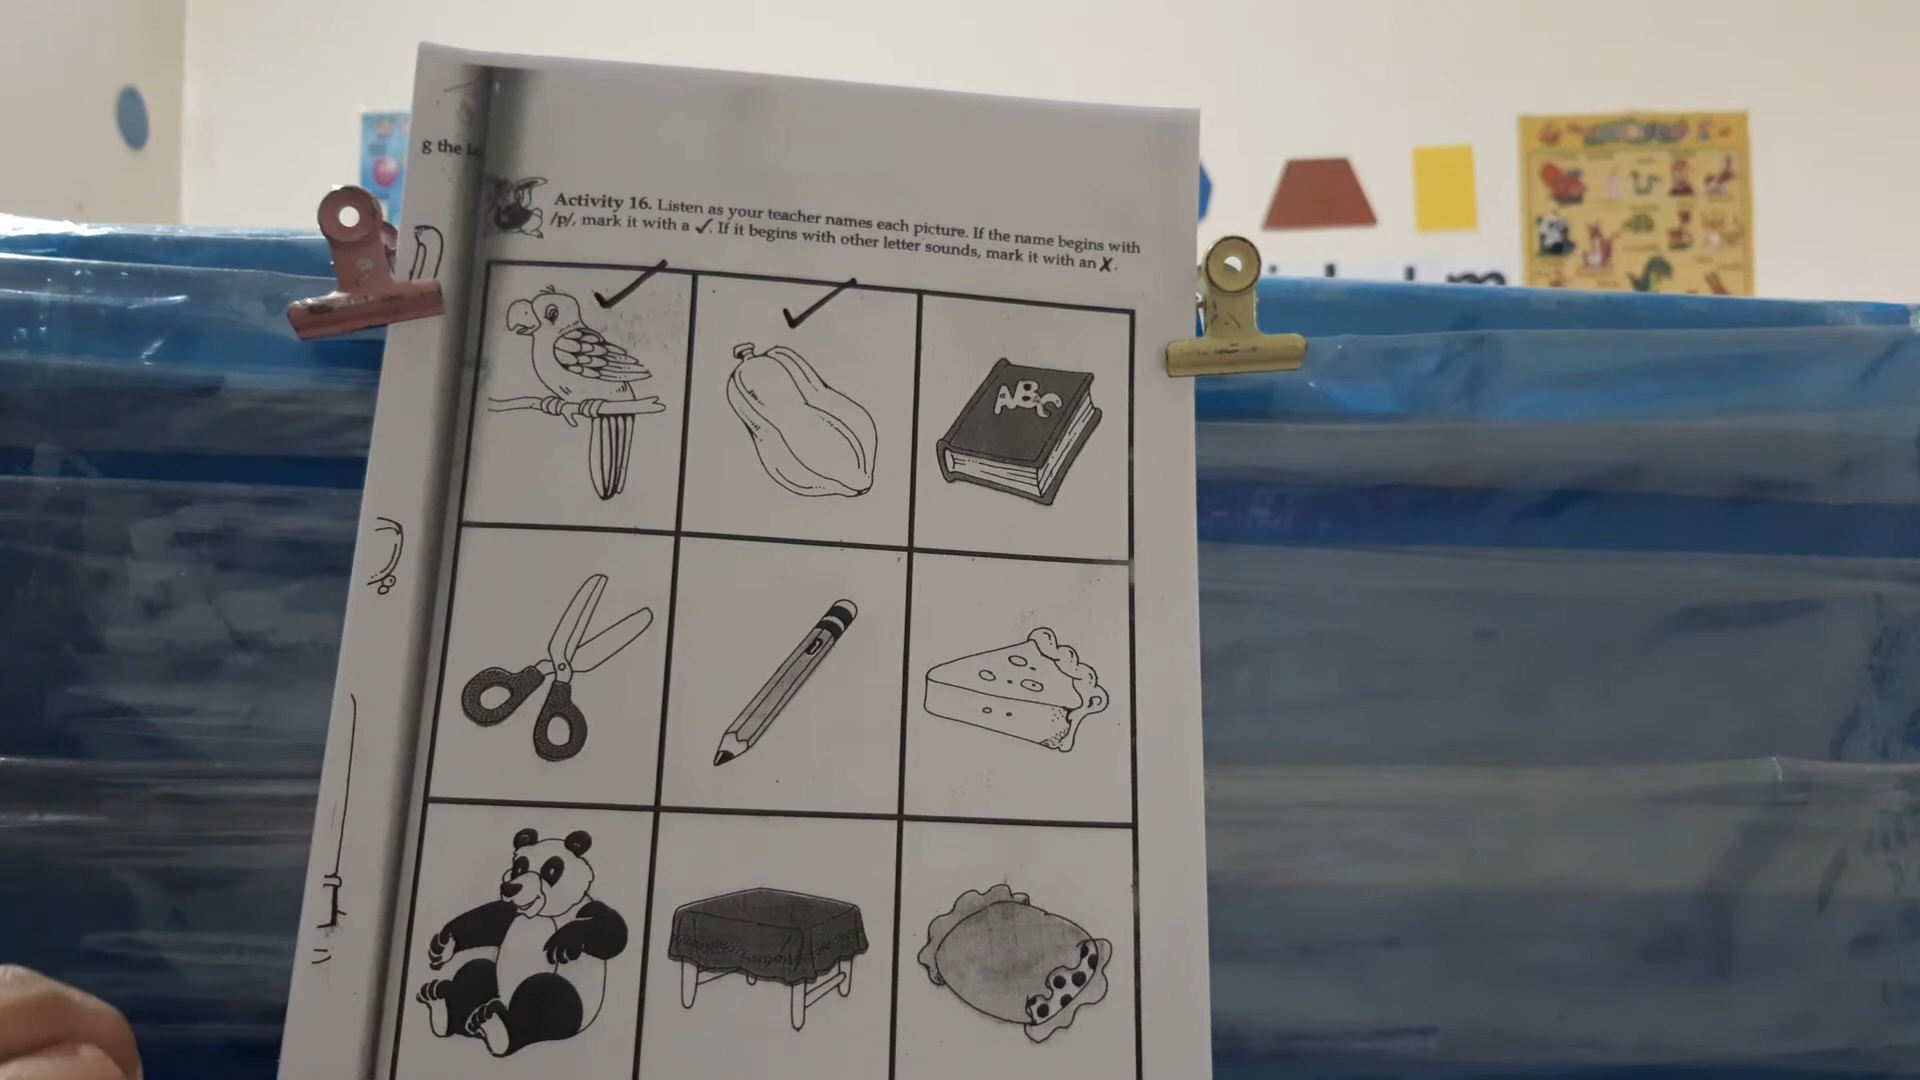 g the
Activity 16. Listen as your teacher names each picture. If the name begins with
/p/, mark it with a ✓. If it begins with other letter sounds, mark it with an ✗.
ABC